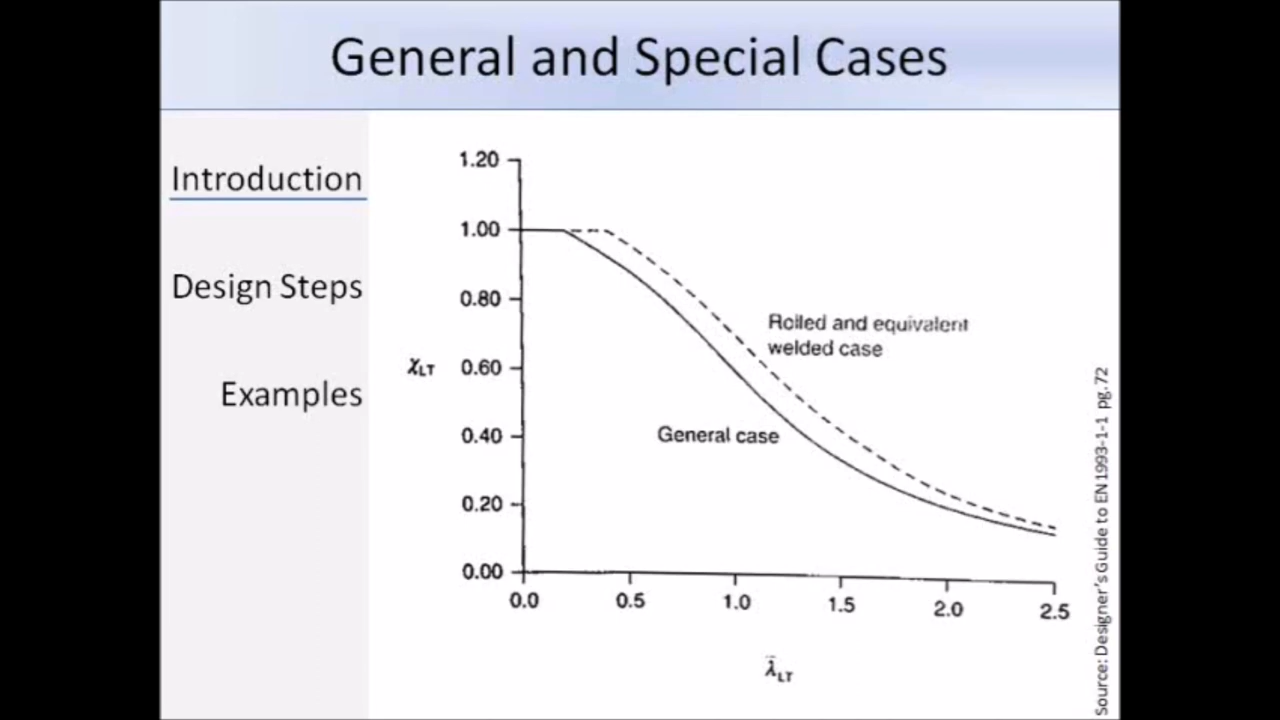 General and Special Cases
Introduction
Design Steps
Examples
1.20
1.00
0.80
0.60
0.40
0.20
0.00
χLT
Rolled and equivalent
welded case
General case
0.0 0.5 1.0 1.5 2.0 2.5
λ̄LT
Source: Designer's Guide to EN1993-1-1 pg.72